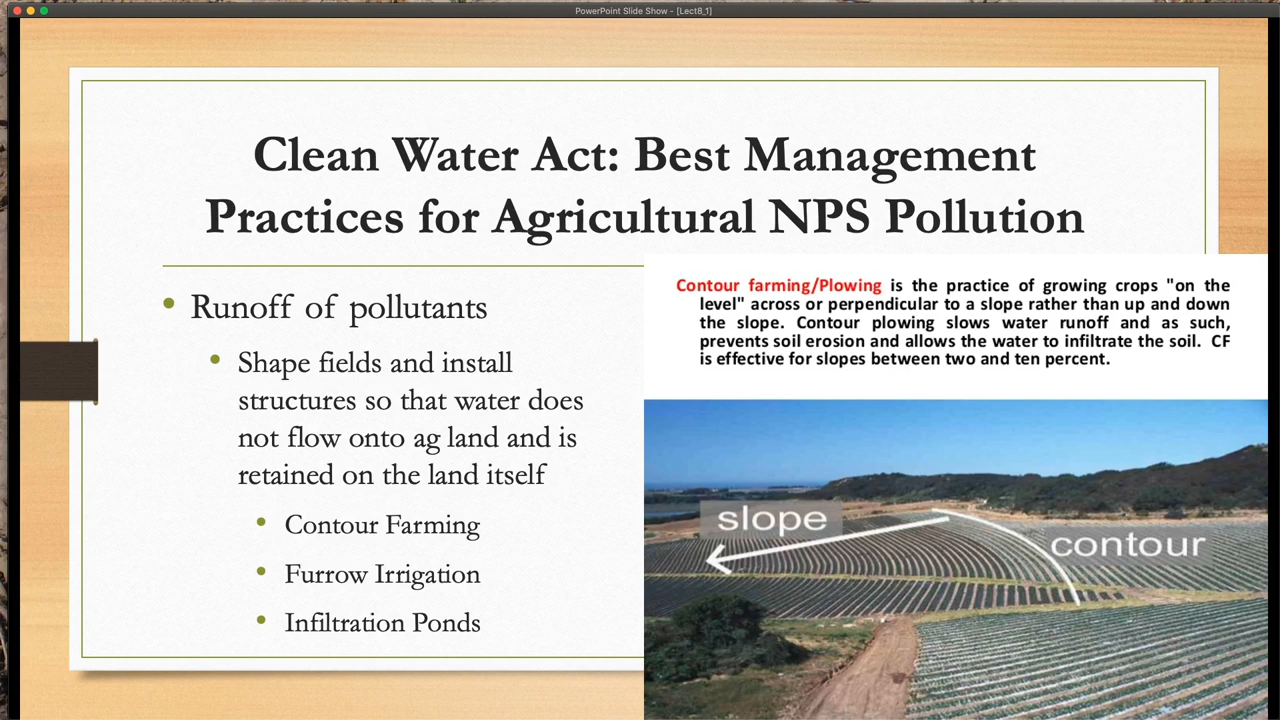 PowerPoint Slide Show - [Lect8_1]
Clean Water Act: Best Management
Practices for Agricultural NPS Pollution
• Runoff of pollutants
• Shape fields and install
structures so that water does
not flow onto ag land and is
retained on the land itself
• Contour Farming
• Furrow Irrigation
• Infiltration Ponds
Contour farming/Plowing is the practice of growing crops "on the
level" across or perpendicular to a slope rather than up and down
the slope. Contour plowing slows water runoff and as such,
prevents soil erosion and allows the water to infiltrate the soil. CF
is effective for slopes between two and ten percent.
slope
contour